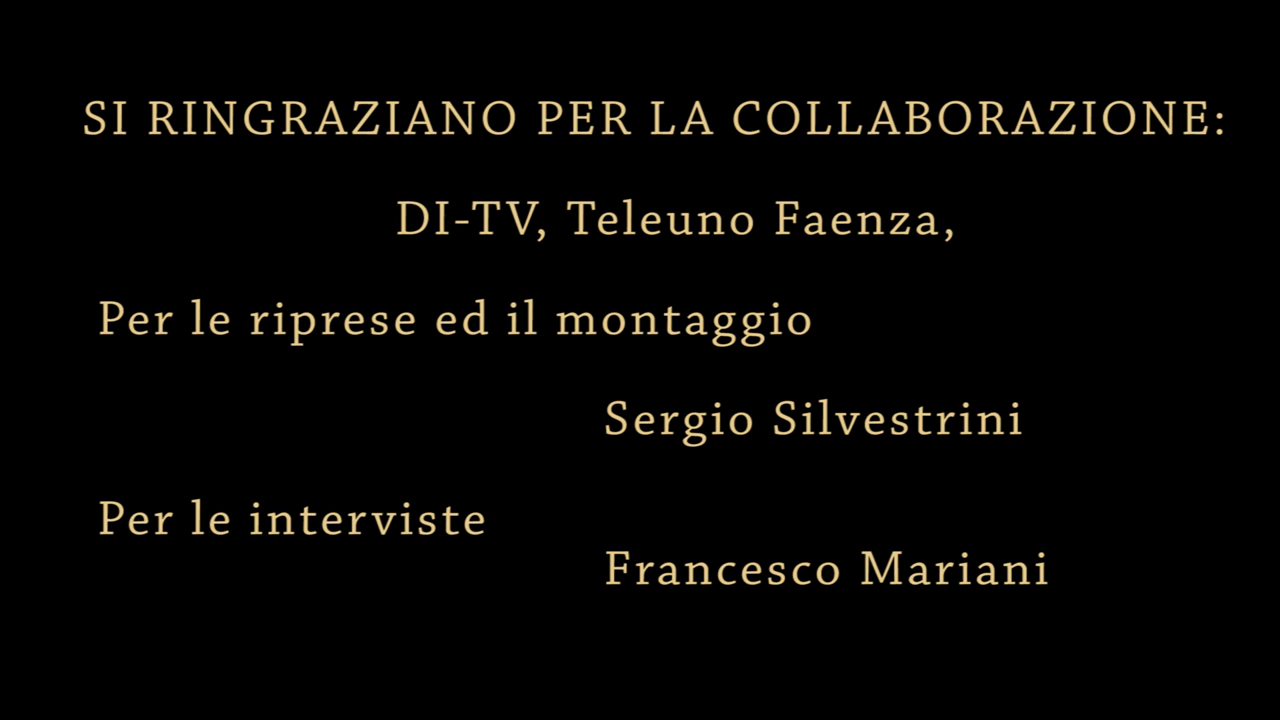 SI RINGRAZIANO PER LA COLLABORAZIONE:
DI-TV, Teleuno Faenza,
Per le riprese ed il montaggio
Sergio Silvestrini
Per le interviste
Francesco Mariani